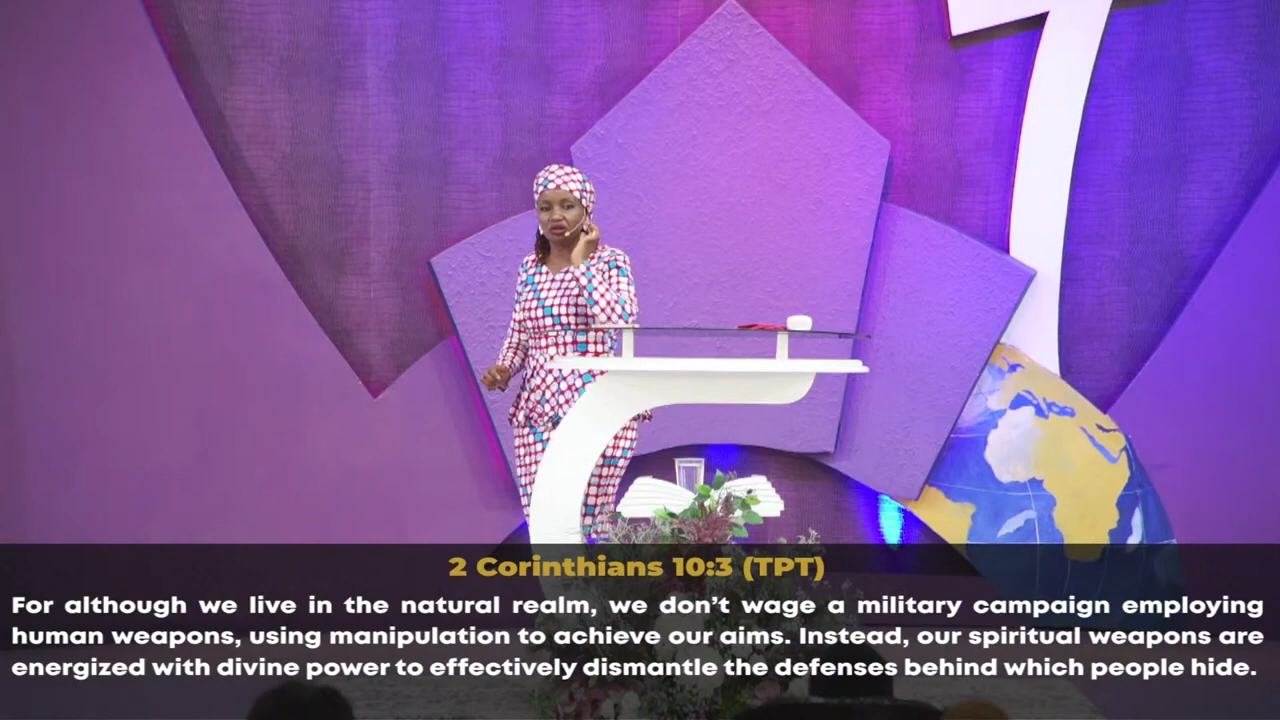 2 Corinthians 10:3 (TPT)
For although we live in the natural realm, we don't wage a military campaign employing
human weapons, using manipulation to achieve our aims. Instead, our spiritual weapons are
energized with divine power to effectively dismantle the defenses behind which people hide.